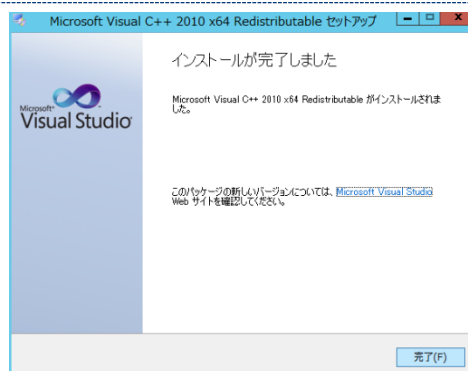 Microsoft Visual C++ 2010 x64 Redistributable セットアップ
インストールが完了しました
Microsoft Visual C++ 2010 x64 Redistributable がインストールされま
した。
Microsoft®
Visual Studio®
このパッケージの新しいバージョンについては、Microsoft Visual Studio
Web サイトを確認してください。
完了(F)